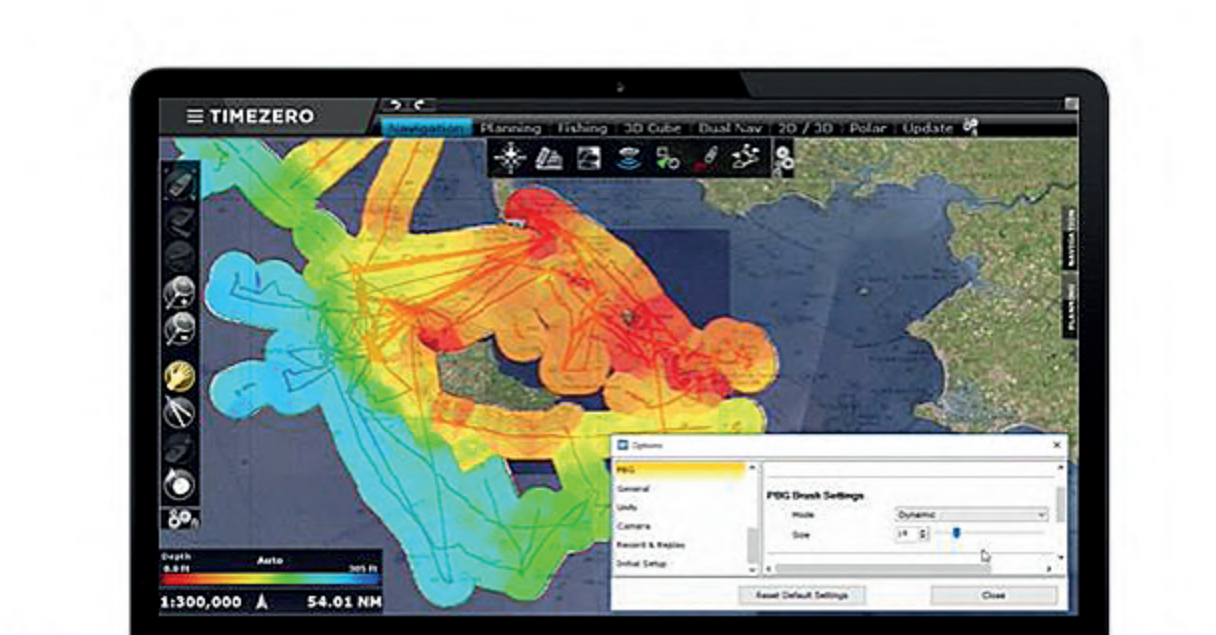 TIMEZERO
Navigation Planning Fishing 3D Cube Dual Nav 2D / 3D Polar Update
NAVIGATION
PLANNING
Options
PBG
General
Units
Camera
Record & Replay
Initial Setup
PBG Brush Settings
Mode Dynamic
Size
Reset Default Settings Close
Depth
Auto
0.0 ft 305 ft
1:300,000 54.01 NM